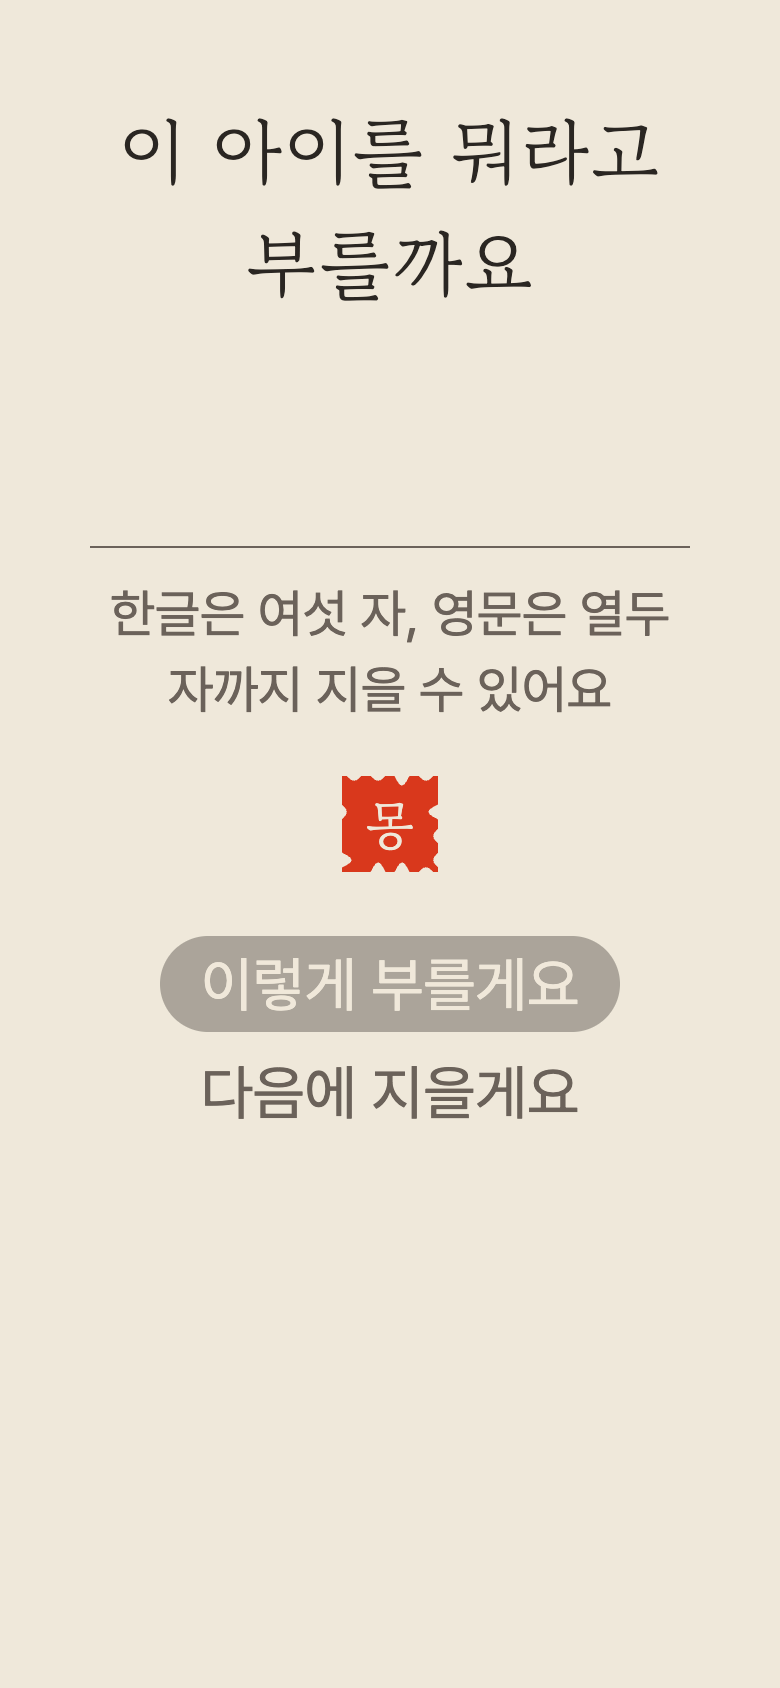 이 아이를 뭐라고
부를까요
한글은 여섯 자, 영문은 열두
자까지 지을 수 있어요
몽
이렇게 부를게요
다음에 지을게요